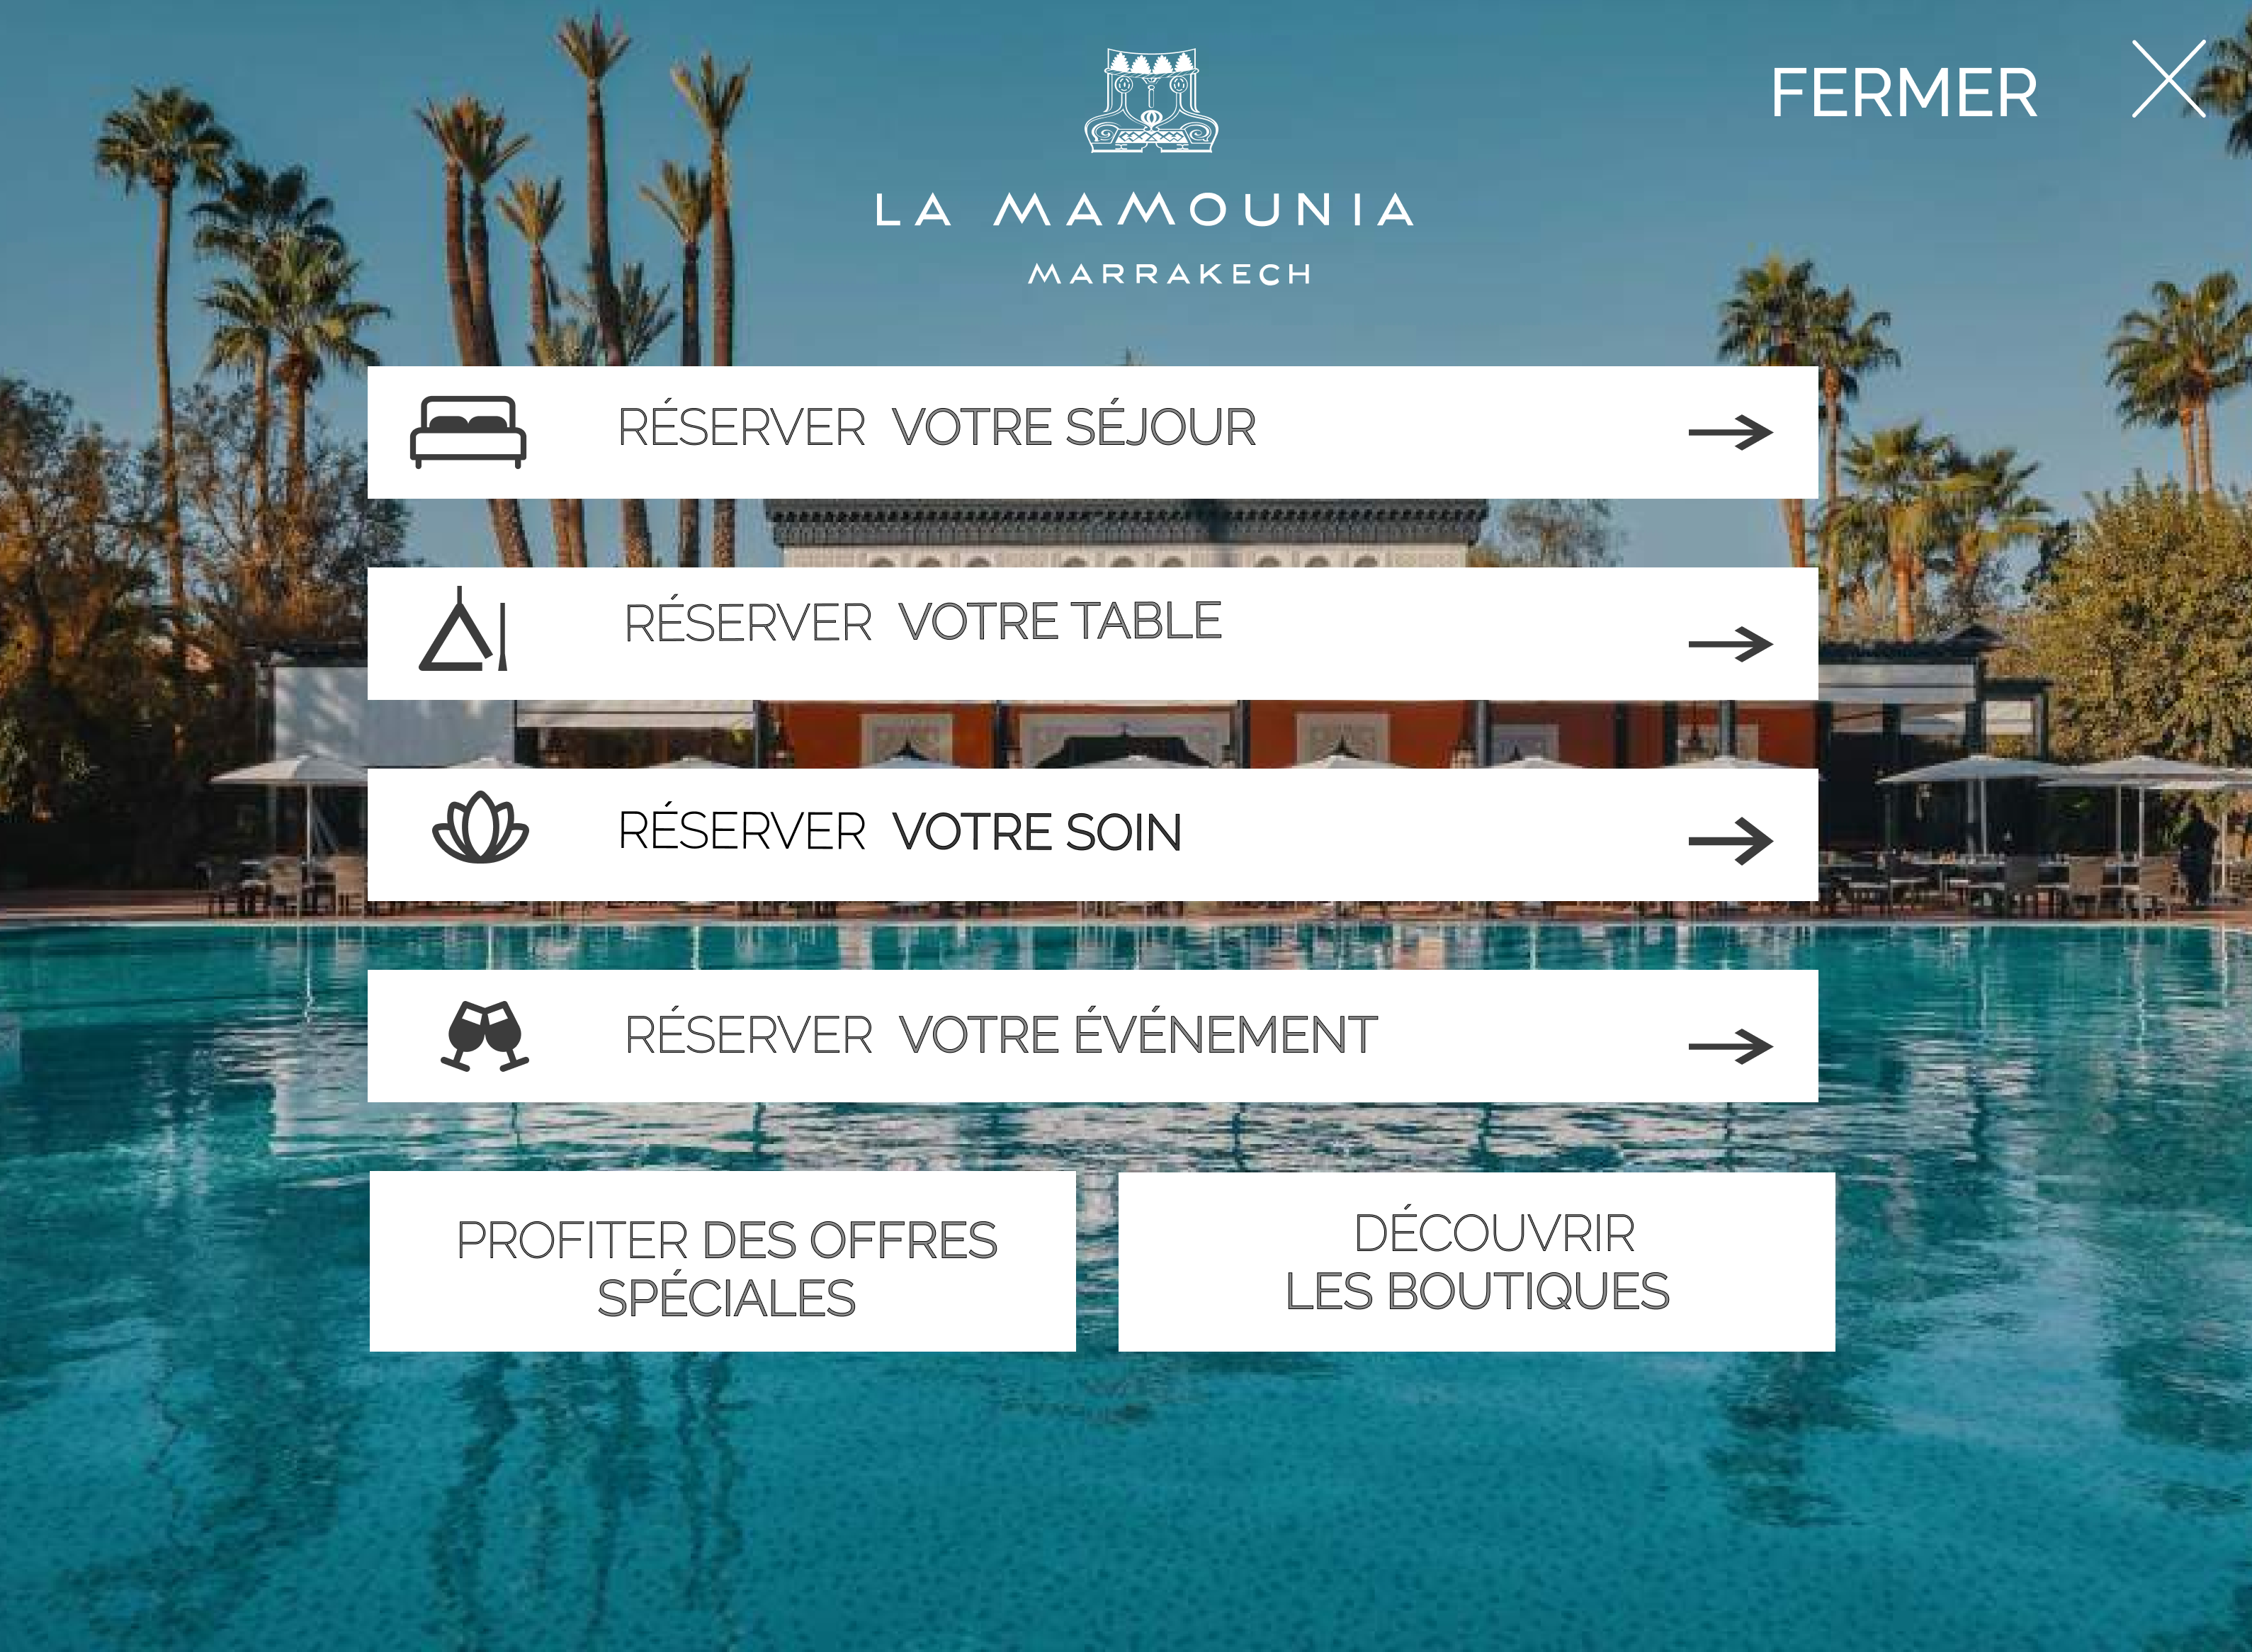 FERMER
LA MAMOUNIA
MARRAKECH
RÉSERVER VOTRE SÉJOUR
RÉSERVER VOTRE TABLE
RÉSERVER VOTRE SOIN
RÉSERVER VOTRE ÉVÉNEMENT
PROFITER DES OFFRES
SPÉCIALES
DÉCOUVRIR
LES BOUTIQUES